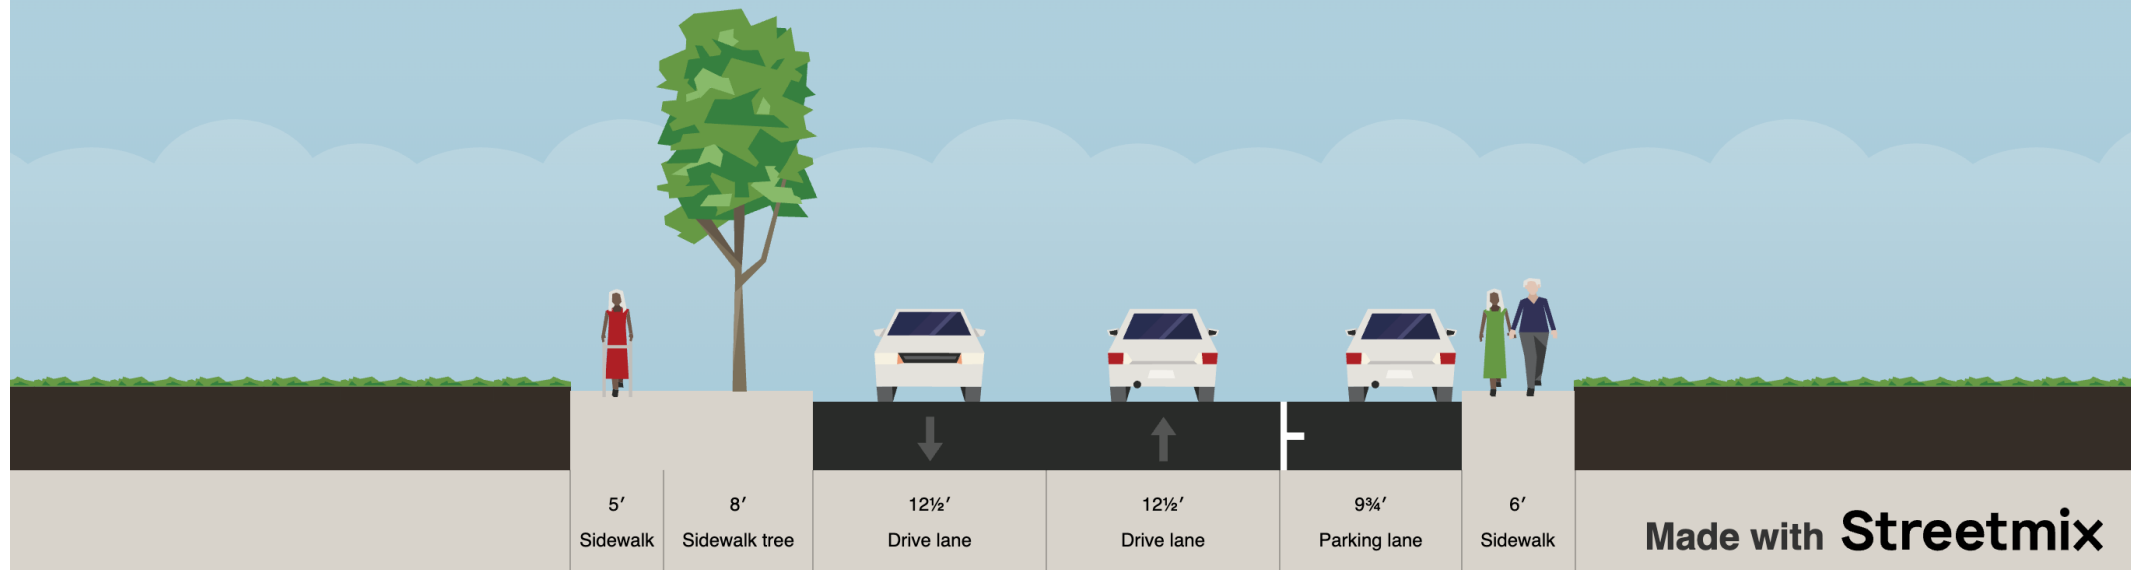 5′ 8′ 12½′ 12½′ 9¾′ 6′
Sidewalk Sidewalk tree Drive lane Drive lane Parking lane Sidewalk
Made with Streetmix